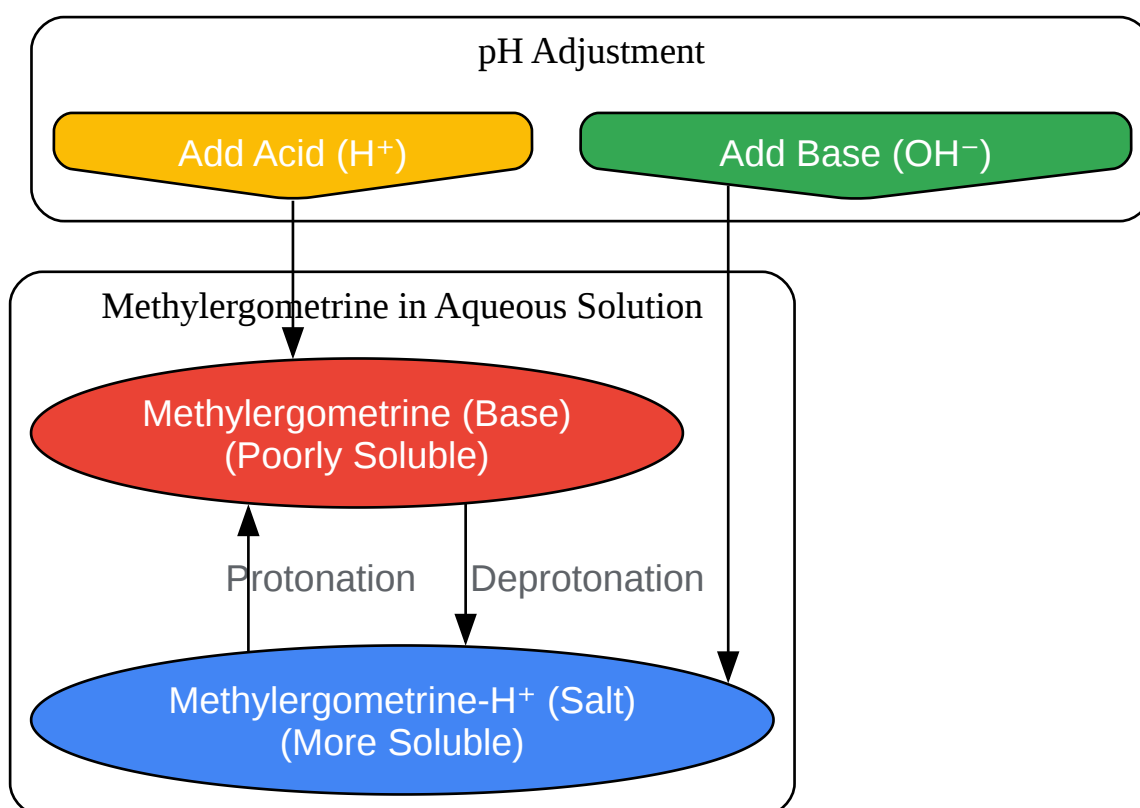 pH Adjustment
Add Acid (H⁺)
Add Base (OH⁻)
Methylergometrine in Aqueous Solution
Methylergometrine (Base)
(Poorly Soluble)
Protonation
Deprotonation
Methylergometrine-H⁺ (Salt)
(More Soluble)